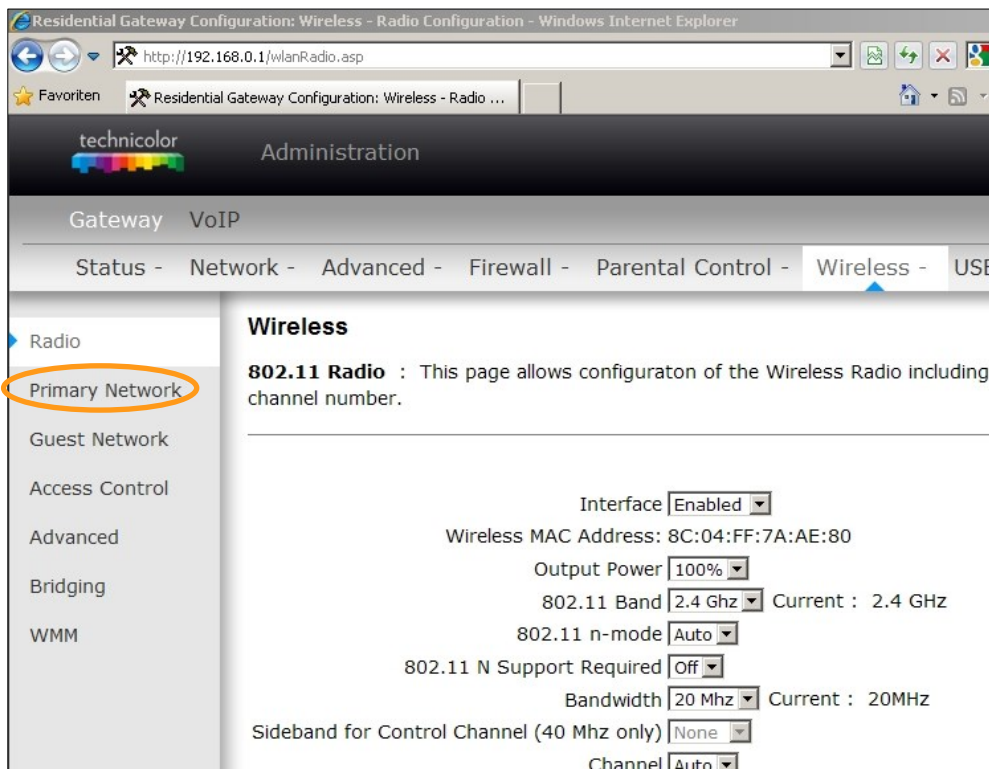 Residential Gateway Configuration: Wireless - Radio Configuration - Windows Internet Explorer
http://192.168.0.1/wlanRadio.asp
Favoriten Residential Gateway Configuration: Wireless - Radio ...
technicolor
Administration
Gateway VoIP
Status - Network - Advanced - Firewall - Parental Control - Wireless - USB
Radio
Primary Network
Guest Network
Access Control
Advanced
Bridging
WMM
Wireless
802.11 Radio : This page allows configuraton of the Wireless Radio including
channel number.
Interface Enabled
Wireless MAC Address: 8C:04:FF:7A:AE:80
Output Power 100%
802.11 Band 2.4 Ghz Current : 2.4 GHz
802.11 n-mode Auto
802.11 N Support Required Off
Bandwidth 20 Mhz Current : 20MHz
Sideband for Control Channel (40 Mhz only) None
Channel Auto